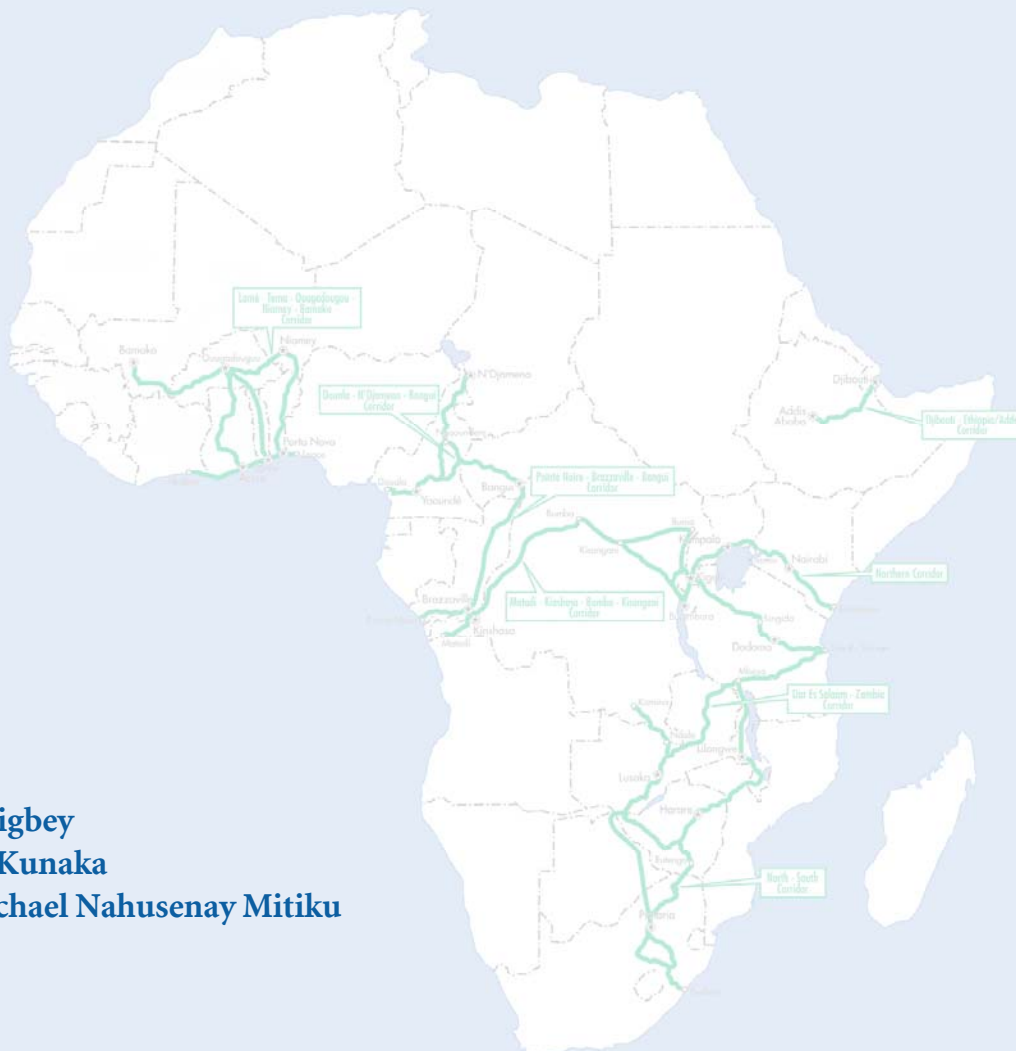 Lomé - Tema - Ouagadougou -
Niamey - Bamako
Corridor
Bamako
Ouagadougou
Niamey
N'Djamena
Douala - N'Djamena - Bangui
Corridor
Porto Novo
Lagos
Accra
Douala
Yaoundé
Bangui
Djibouti
Addis
Ababa
Djibouti - Ethiopia/Addis
Corridor
Pointe Noire - Brazzaville - Bangui
Corridor
Bumba
Kisangani
Kampala
Nairobi
Northern Corridor
Matadi - Kinshasa - Bumba - Kisangani
Corridor
Kigali
Brazzaville
Kinshasa
Matadi
Bujumbura
Singida
Dodoma
Dar Es Salaam - Zambia
Corridor
Ndola
Lilongwe
Lusaka
Harare
North - South
Corridor
Pretoria
igbey
Kunaka
chael Nahusenay Mitiku